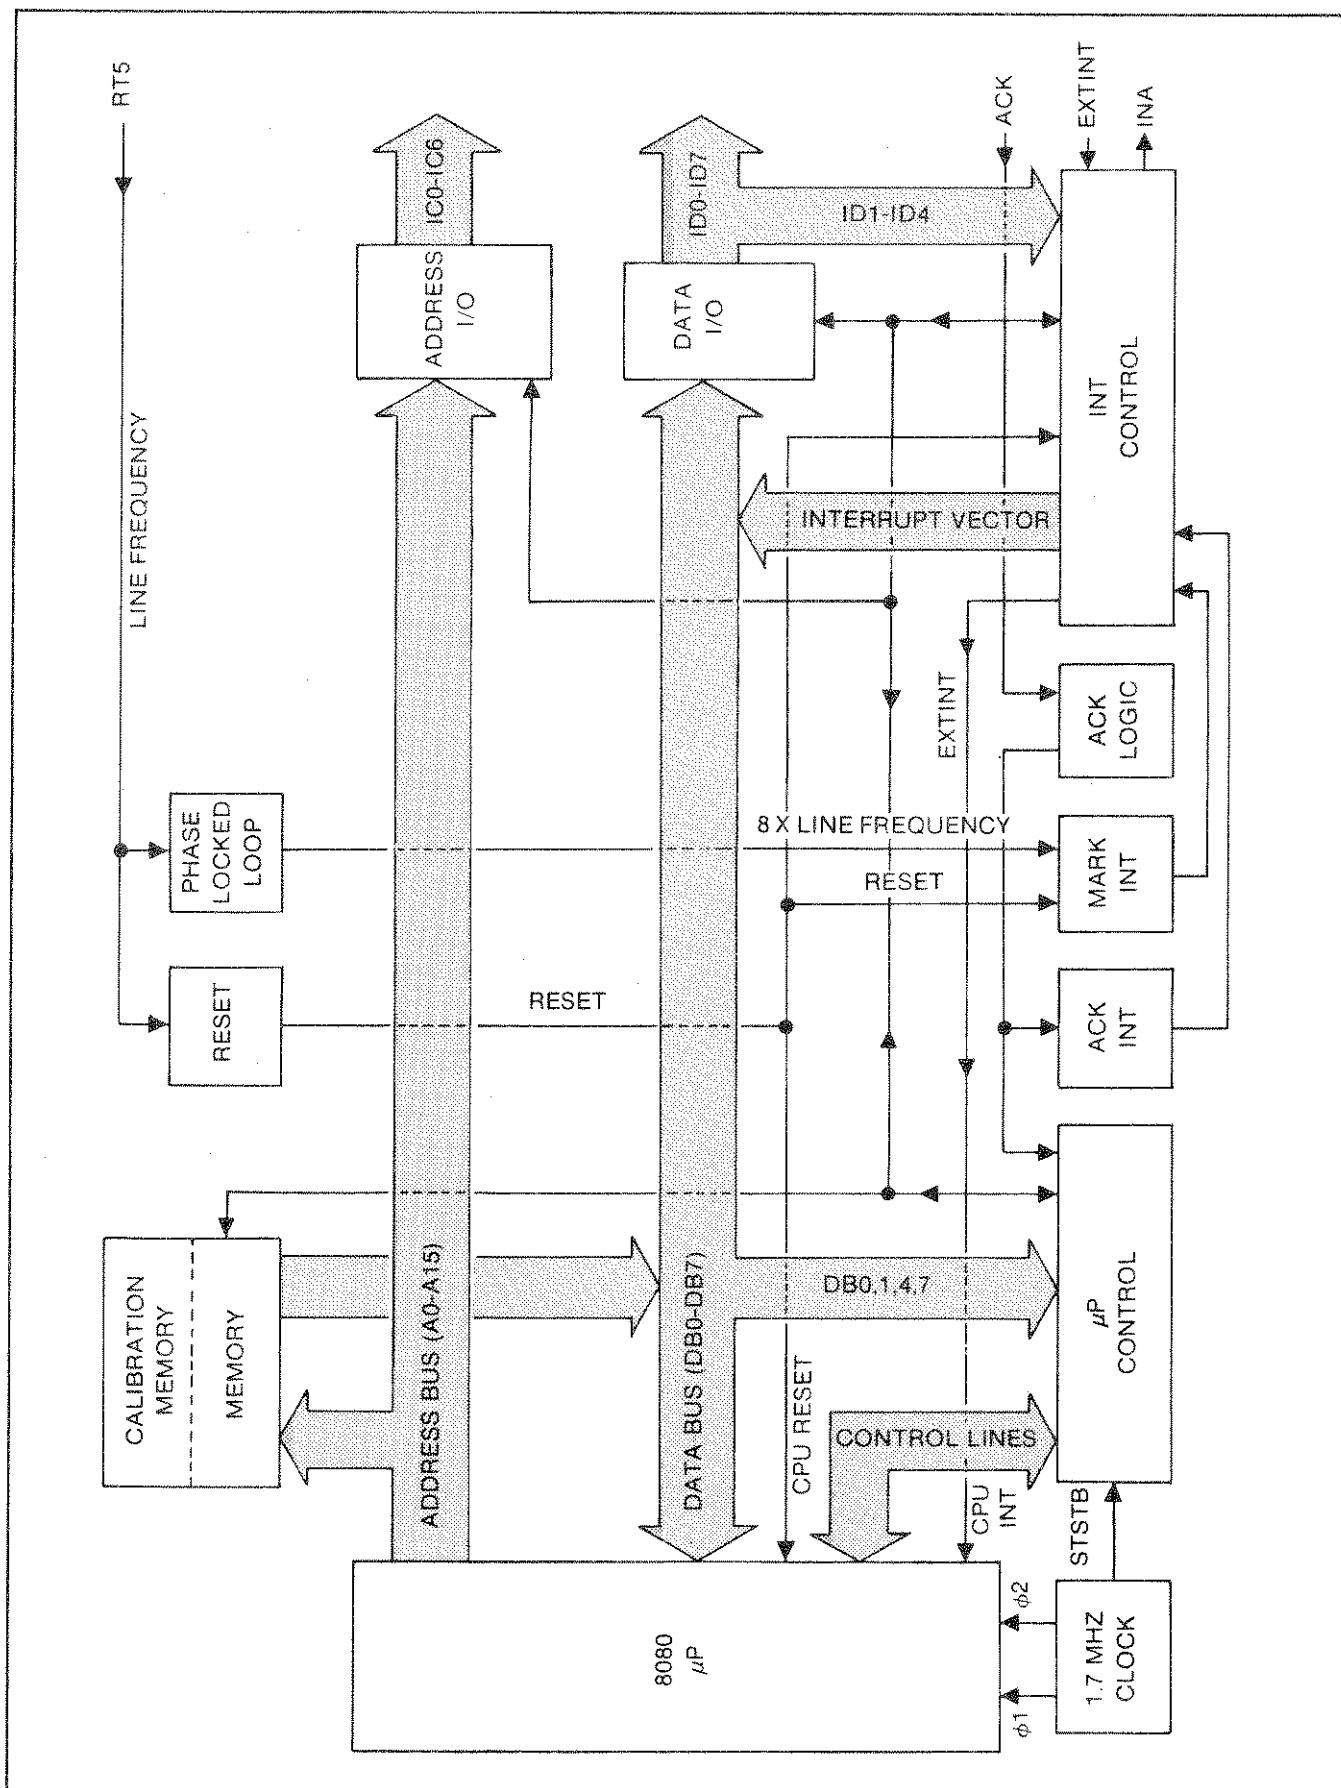 CALIBRATION
MEMORY
MEMORY
RESET
PHASE
LOCKED
LOOP
LINE FREQUENCY
RT5
ADDRESS BUS (A0-A15)
ADDRESS
I/O
IC0-IC6
8080
μP
RESET
DATA BUS (DB0-DB7)
DATA
I/O
ID0-ID7
CPU RESET
DB0,1,4,7
8 X LINE FREQUENCY
RESET
INTERRUPT VECTOR
ID1-ID4
CONTROL LINES
CPU
INT
EXTINT
ACK
ϕ1
ϕ2
STSTB
1.7 MHZ
CLOCK
μP
CONTROL
ACK
INT
MARK
INT
ACK
LOGIC
INT
CONTROL
EXTINT
INA